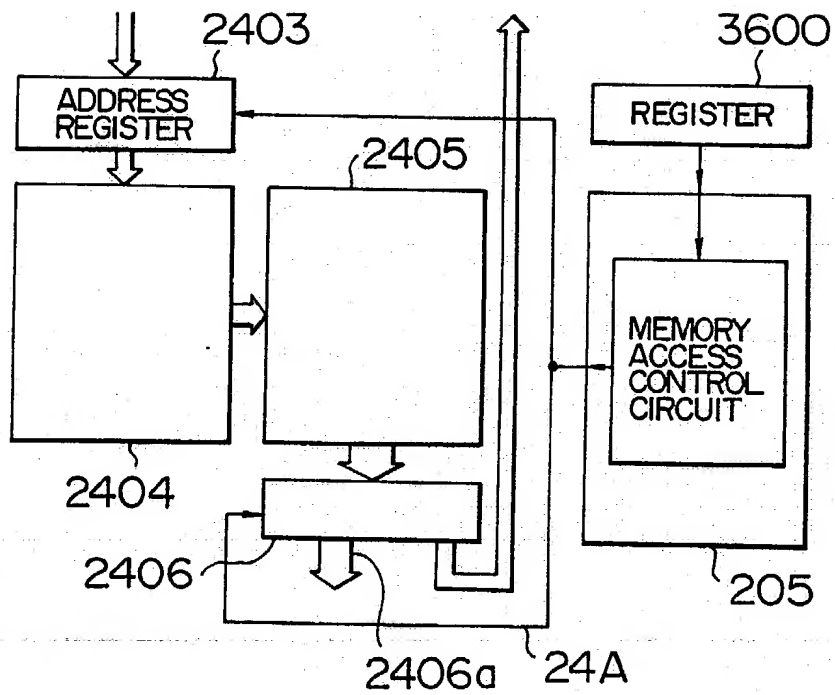 2403
3600
ADDRESS
REGISTER
REGISTER
2405
MEMORY
ACCESS
CONTROL
CIRCUIT
2404
2406
205
2406a
24A